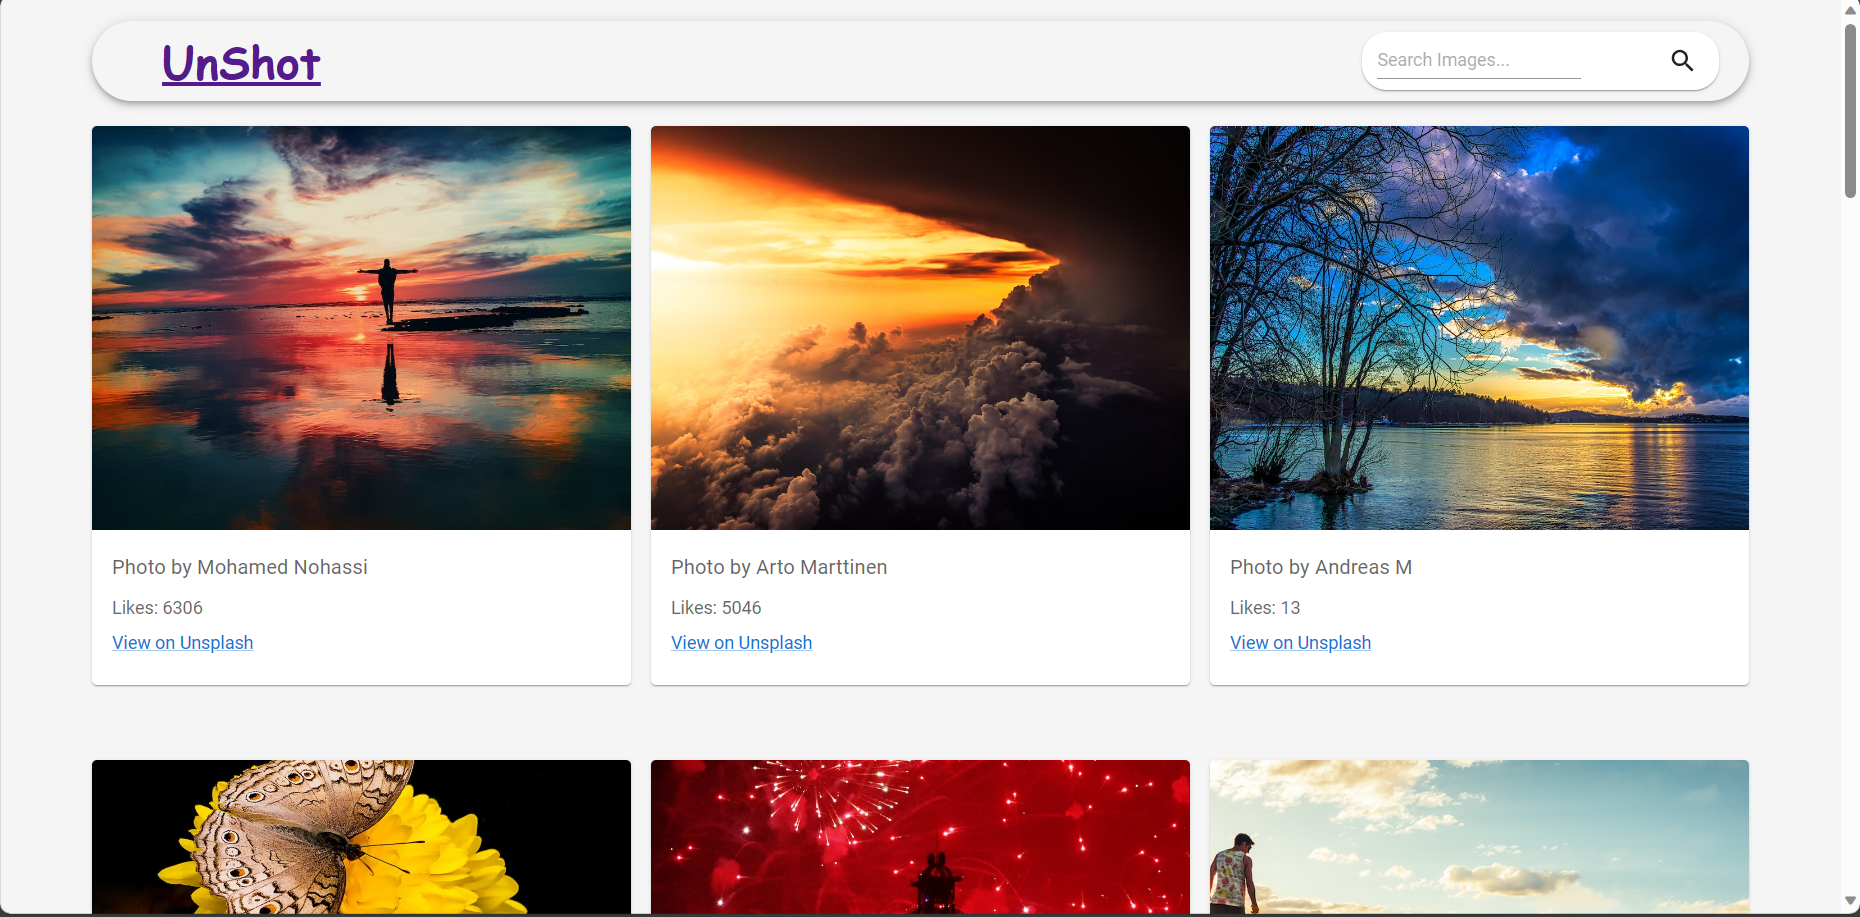 UnShot
Search Images...
Photo by Mohamed Nohassi
Likes: 6306
View on Unsplash
Photo by Arto Marttinen
Likes: 5046
View on Unsplash
Photo by Andreas M
Likes: 13
View on Unsplash